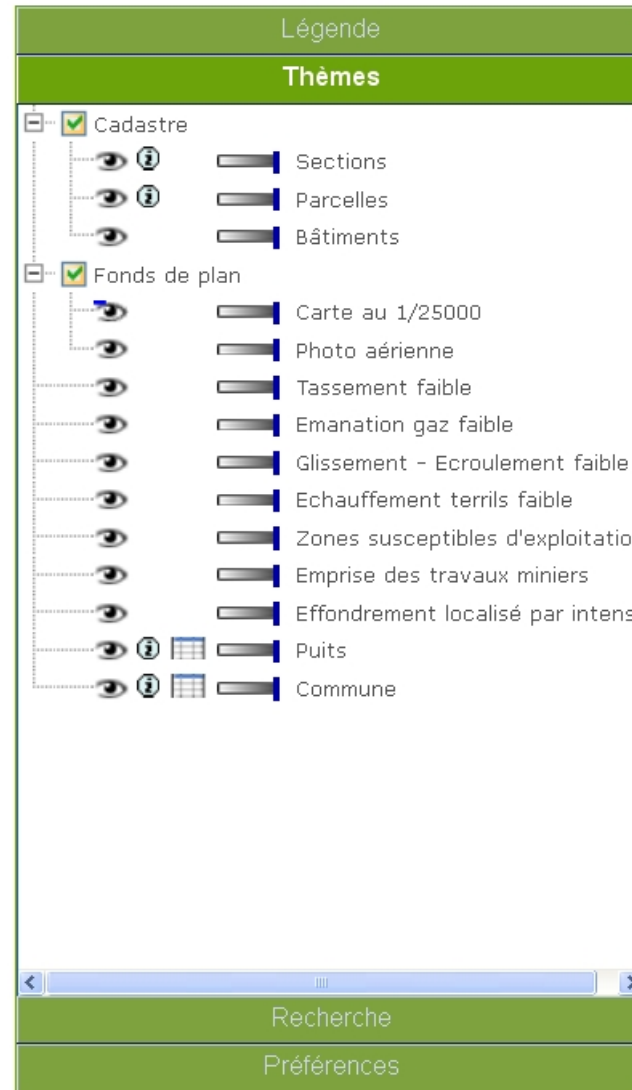 Légende
Thèmes
Cadastre
Sections
Parcelles
Bâtiments
Fonds de plan
Carte au 1/25000
Photo aérienne
Tassement faible
Emanation gaz faible
Glissement - Ecroulement faible
Echauffement terrils faible
Zones susceptibles d'exploitatio
Emprise des travaux miniers
Effondrement localisé par intens
Puits
Commune
Recherche
Préférences